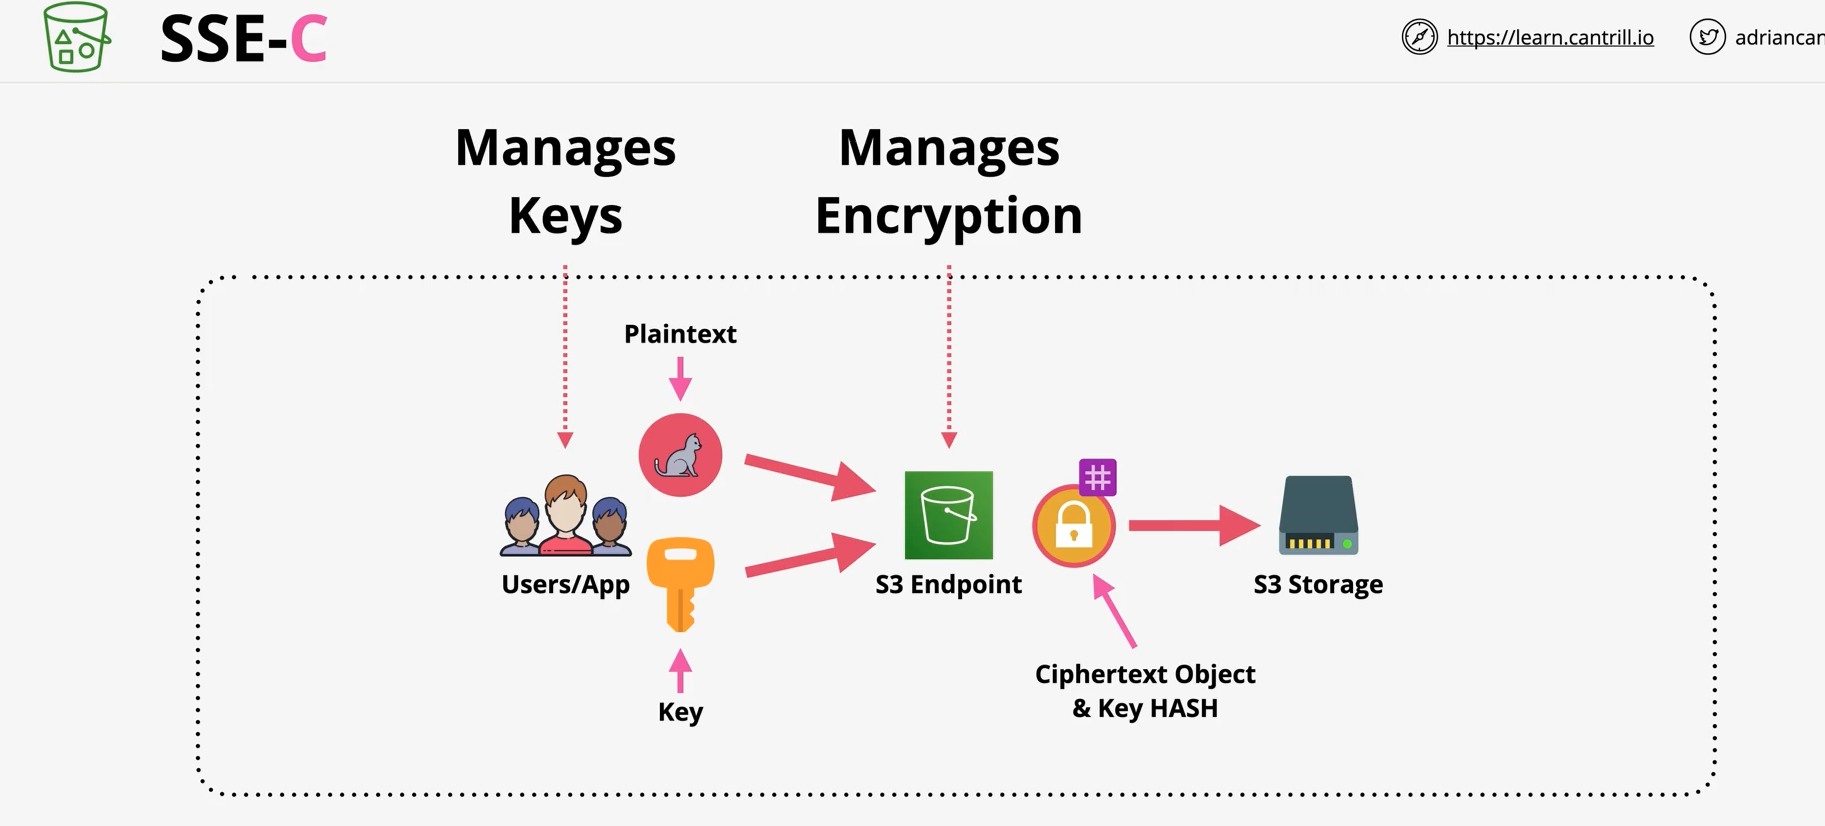 SSE-C
https://learn.cantrill.io
adriancan
Manages
Keys
Manages
Encryption
Plaintext
Users/App
S3 Endpoint
S3 Storage
Key
Ciphertext Object
& Key HASH